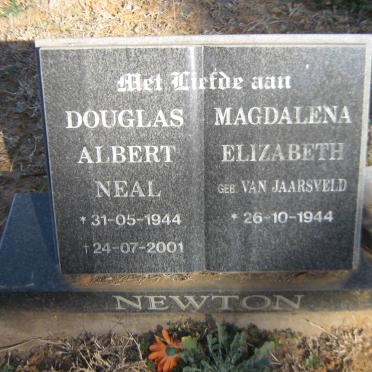 Met Liefde aan
DOUGLAS
ALBERT
NEAL
* 31-05-1944
† 24-07-2001
MAGDALENA
ELIZABETH
GEB. VAN JAARSVELD
* 26-10-1944
NEWTON